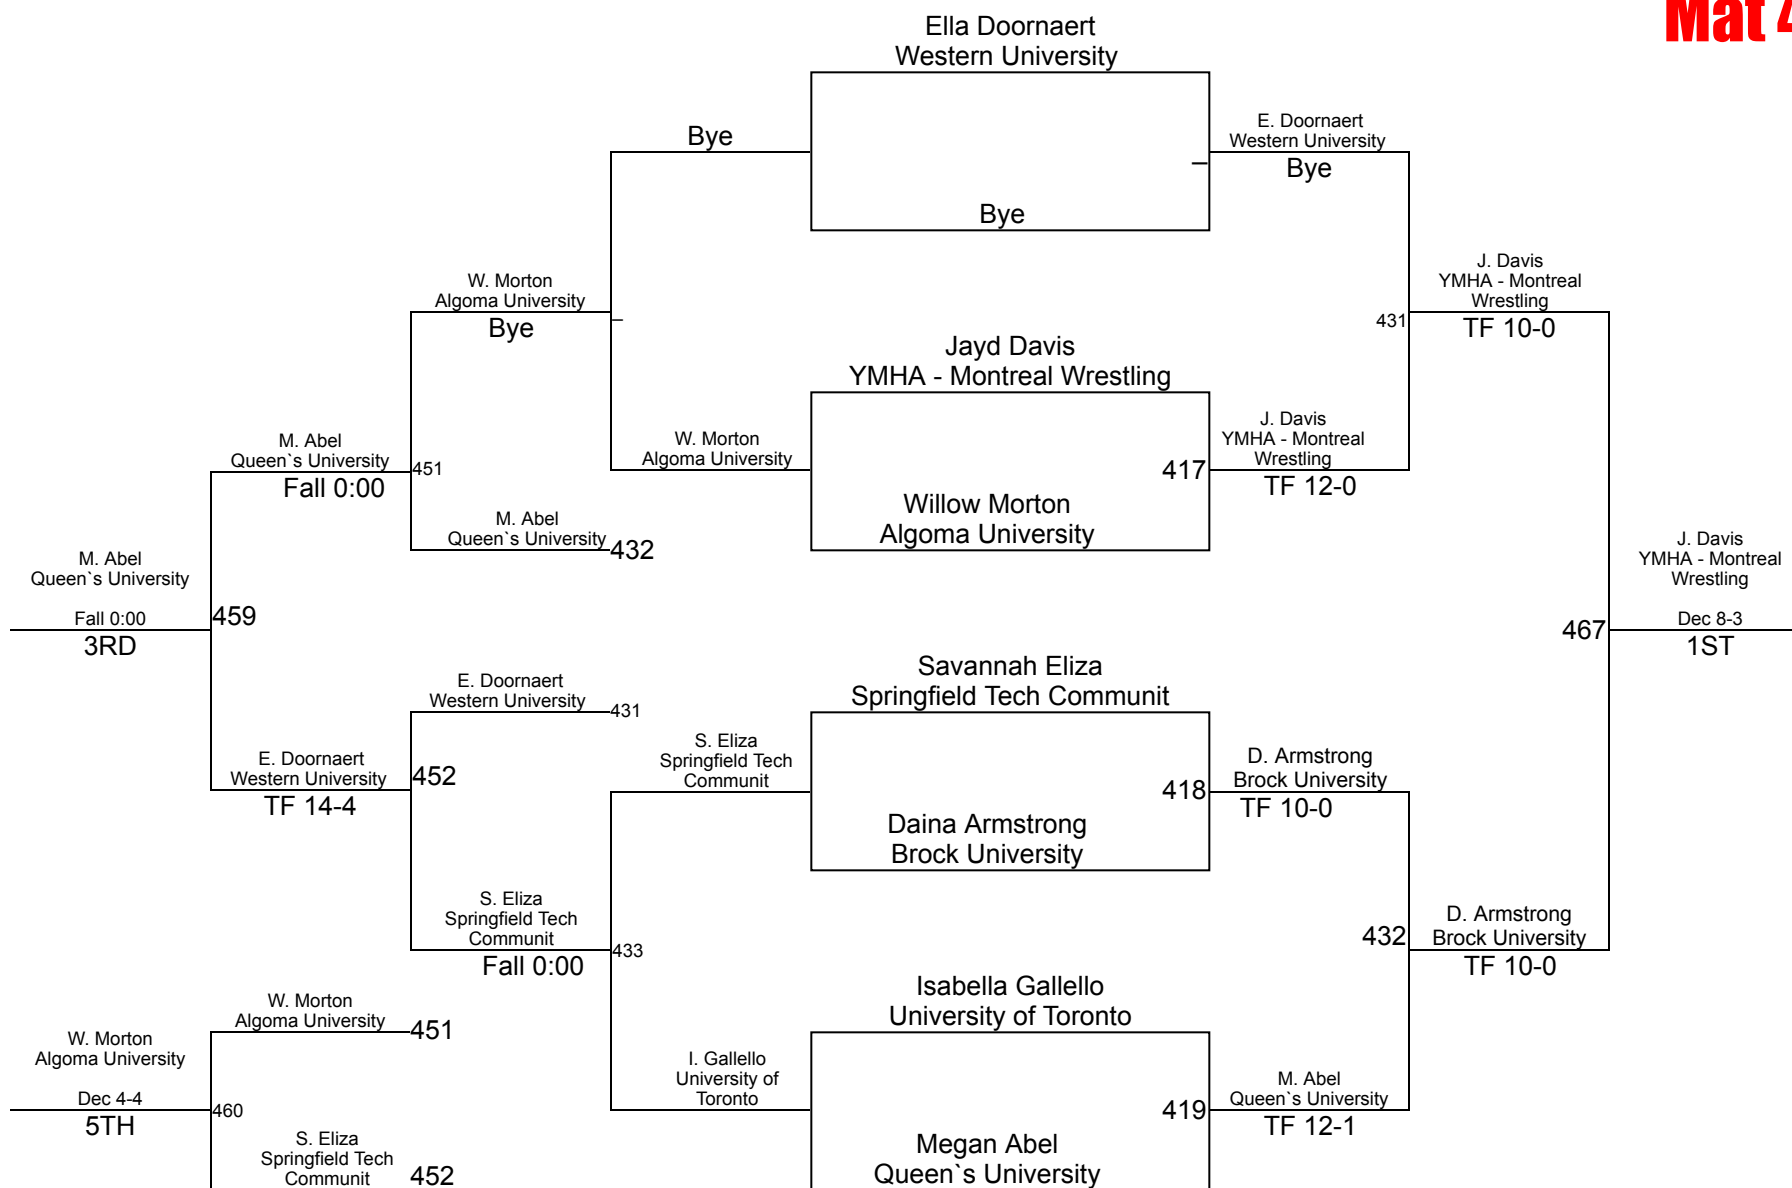 Mat 4
Ella Doornaert
Western University
Bye
E. Doornaert
Western University
–
Bye
Bye
W. Morton
Algoma University
–
Bye
J. Davis
YMHA - Montreal
Wrestling
431
TF 10-0
Jayd Davis
YMHA - Montreal Wrestling
J. Davis
YMHA - Montreal
Wrestling
417
TF 12-0
W. Morton
Algoma University
Willow Morton
Algoma University
M. Abel
Queen`s University
451
Fall 0:00
M. Abel
Queen`s University
432
M. Abel
Queen`s University
Fall 0:00
459
3RD
J. Davis
YMHA - Montreal
Wrestling
467
Dec 8-3
1ST
Savannah Eliza
Springfield Tech Communit
E. Doornaert
Western University
431
S. Eliza
Springfield Tech
Communit
E. Doornaert
Western University
452
TF 14-4
418
D. Armstrong
Brock University
TF 10-0
Daina Armstrong
Brock University
S. Eliza
Springfield Tech
Communit
433
Fall 0:00
432
D. Armstrong
Brock University
TF 10-0
Isabella Gallello
University of Toronto
W. Morton
Algoma University
451
W. Morton
Algoma University
Dec 4-4
460
5TH
I. Gallello
University of
Toronto
419
M. Abel
Queen`s University
TF 12-1
S. Eliza
Springfield Tech
Communit
452
Megan Abel
Queen`s University